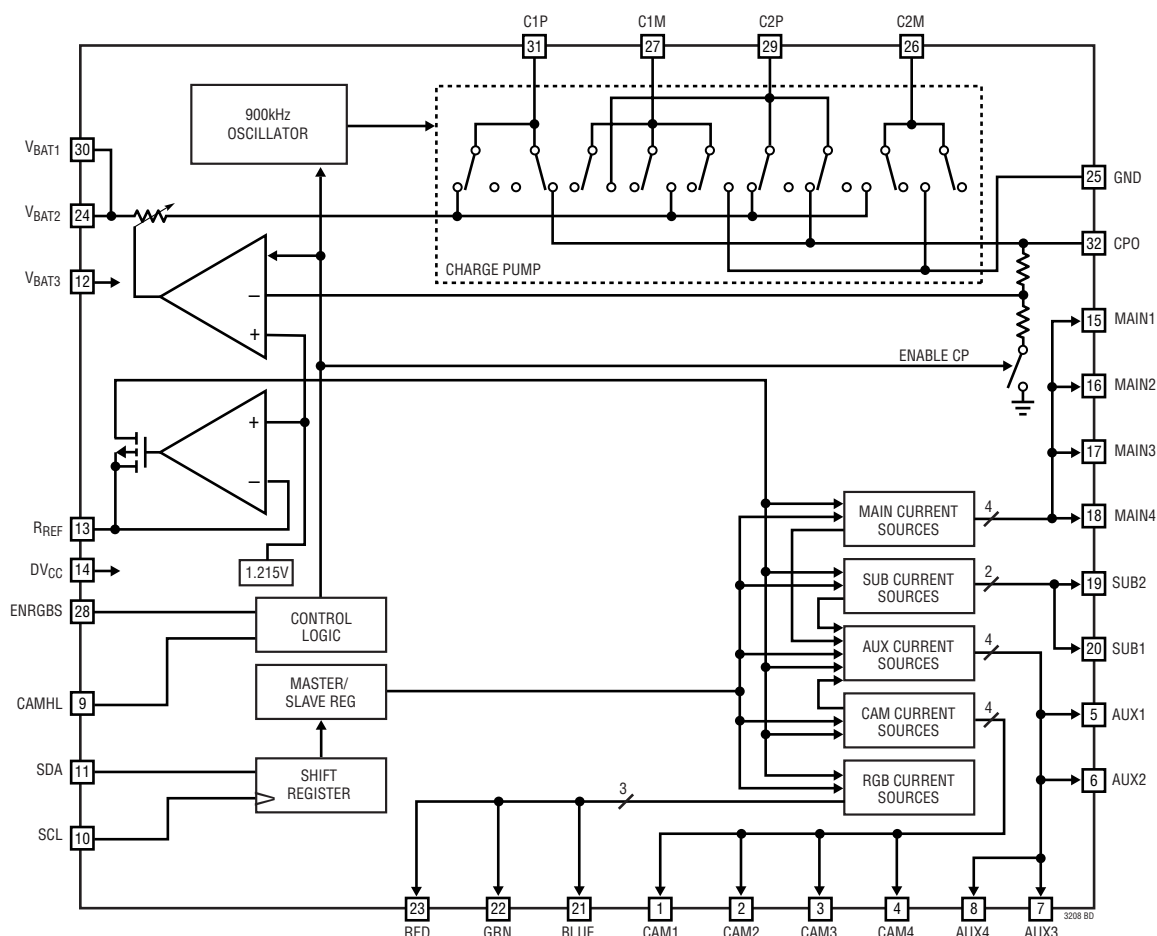 C1P C1M C2P C2M
31 27 29 26
900kHz
OSCILLATOR
VBAT1 30
VBAT2 24
VBAT3 12
CHARGE PUMP
25 GND
32 CPO
–
+
ENABLE CP
15 MAIN1
16 MAIN2
17 MAIN3
18 MAIN4
+
–
RREF 13
DVCC 14
1.215V
ENRGBS 28
CONTROL
LOGIC
CAMHL 9
MASTER/
SLAVE REG
SDA 11
SHIFT
REGISTER
SCL 10
MAIN CURRENT
SOURCES
4
SUB CURRENT
SOURCES
2
19 SUB2
AUX CURRENT
SOURCES
4
20 SUB1
CAM CURRENT
SOURCES
4
5 AUX1
RGB CURRENT
SOURCES
3
6 AUX2
23 22 21 1 2 3 4 8 7
RED GRN BLUE CAM1 CAM2 CAM3 CAM4 AUX4 AUX3
3208 BD